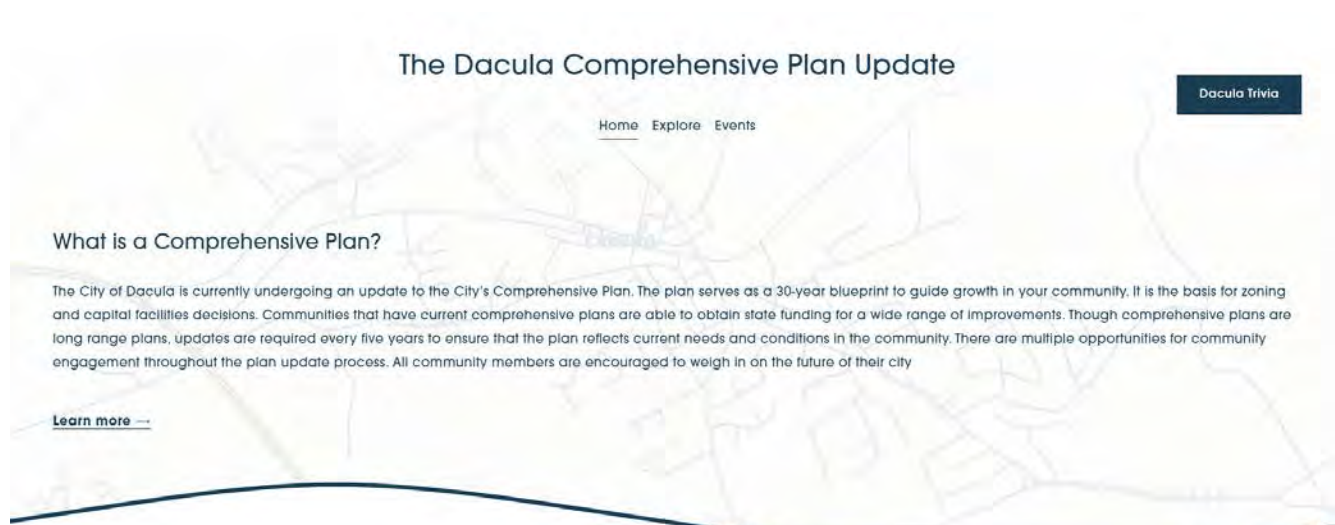 The Dacula Comprehensive Plan Update
Dacula Trivia
Home Explore Events
What is a Comprehensive Plan?
The City of Dacula is currently undergoing an update to the City's Comprehensive Plan. The plan serves as a 30-year blueprint to guide growth in your community. It is the basis for zoning
and capital facilities decisions. Communities that have current comprehensive plans are able to obtain state funding for a wide range of improvements. Though comprehensive plans are
long range plans, updates are required every five years to ensure that the plan reflects current needs and conditions in the community. There are multiple opportunities for community
engagement throughout the plan update process. All community members are encouraged to weigh in on the future of their city
Learn more →